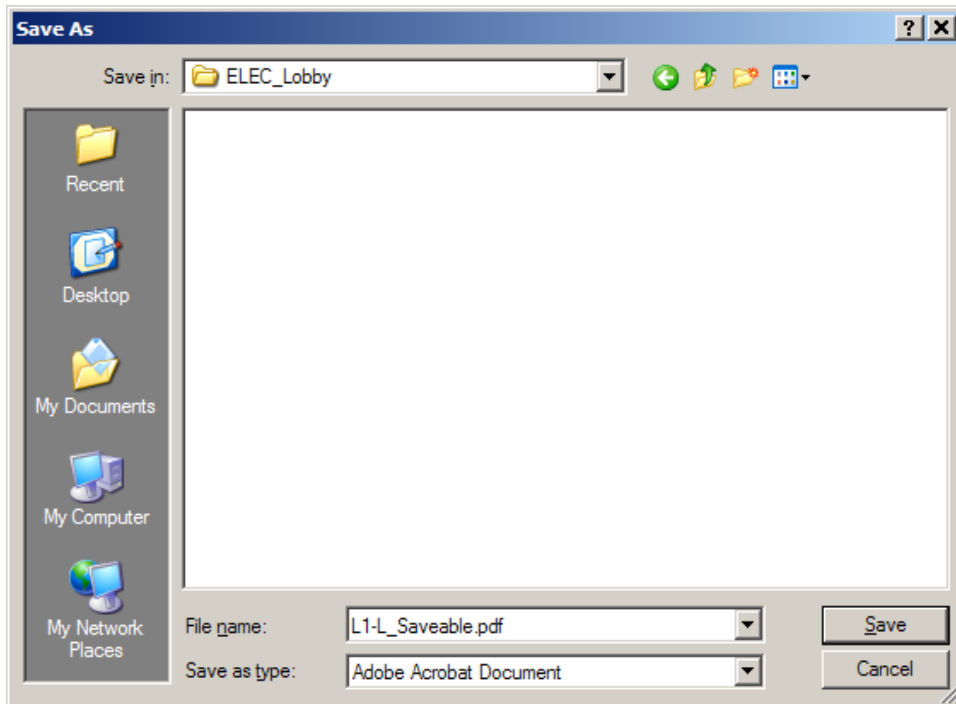 Save As
Save in: ELEC_Lobby
Recent
Desktop
My Documents
My Computer
My Network
Places
File name: L1-L_Saveable.pdf Save
Save as type: Adobe Acrobat Document Cancel